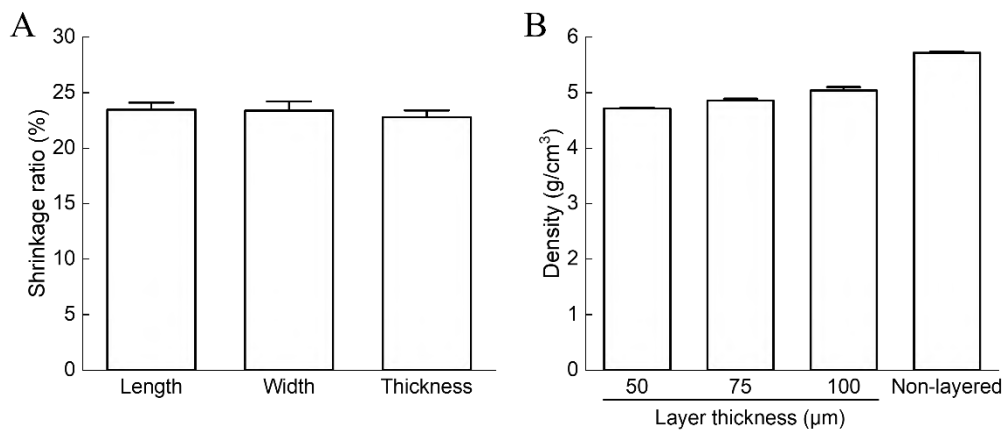 A
Shrinkage ratio (%)
30
25
20
15
10
5
0
Length Width Thickness
B
Density (g/cm³)
6
5
4
3
2
1
0
50 75 100 Non-layered
Layer thickness (µm)